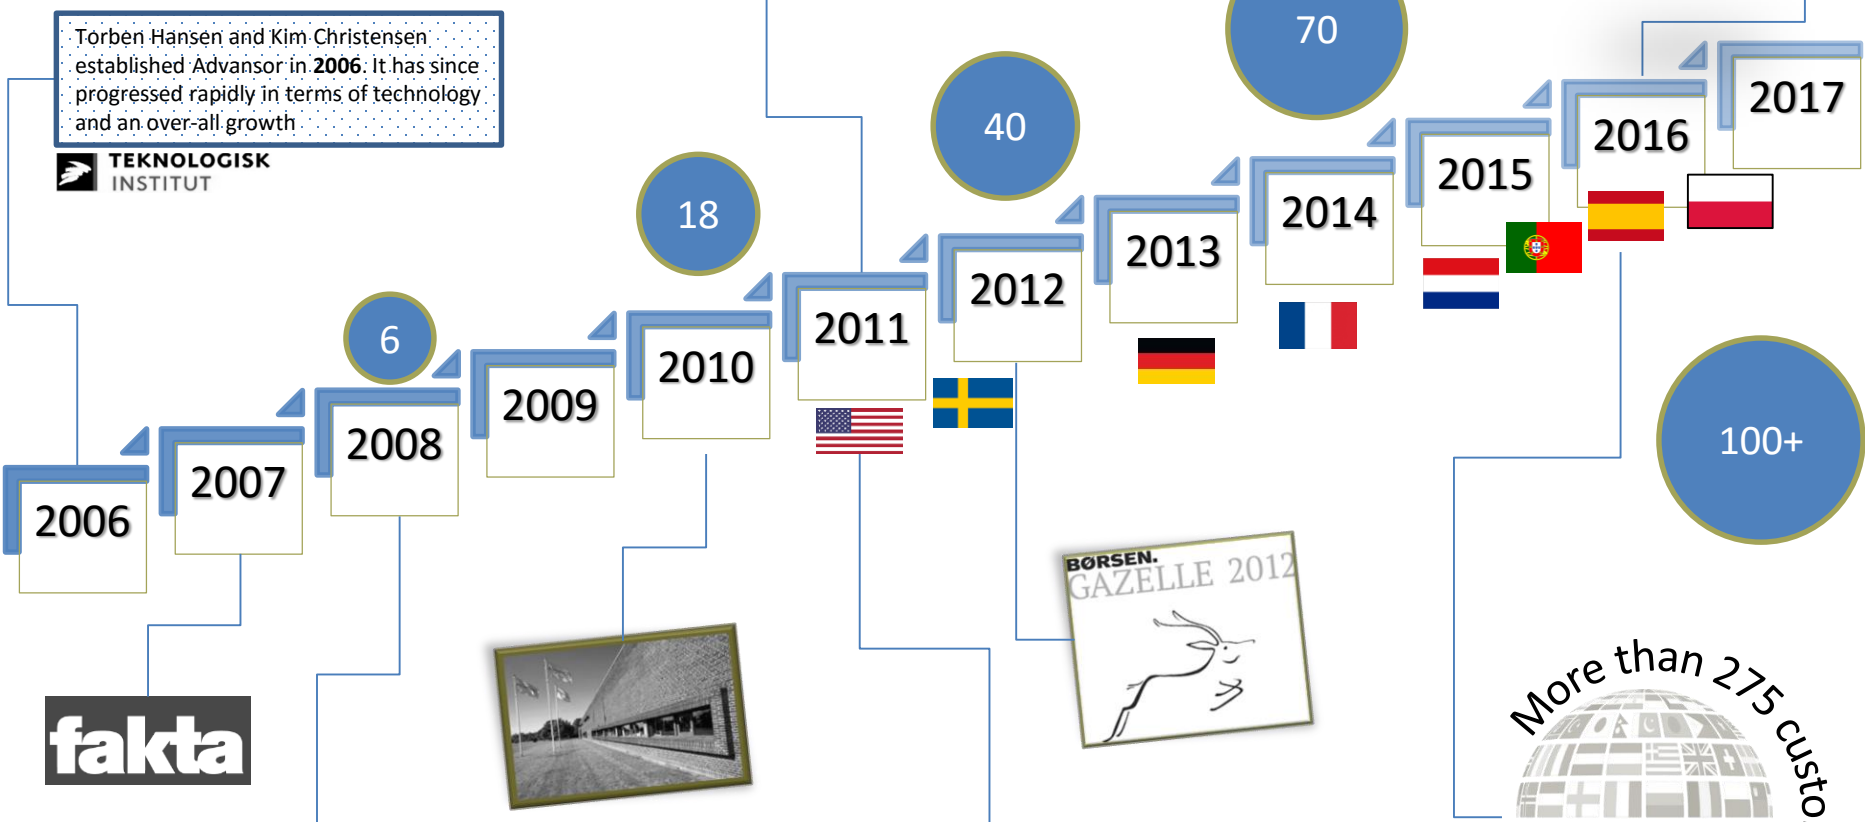 Torben Hansen and Kim Christensen
established Advansor in 2006. It has since
progressed rapidly in terms of technology
and an over-all growth
TEKNOLOGISK
INSTITUT
70
40
18
6
100+
2006
2007
2008
2009
2010
2011
2012
2013
2014
2015
2016
2017
fakta
BØRSEN.
GAZELLE 2012
More than 275 custo